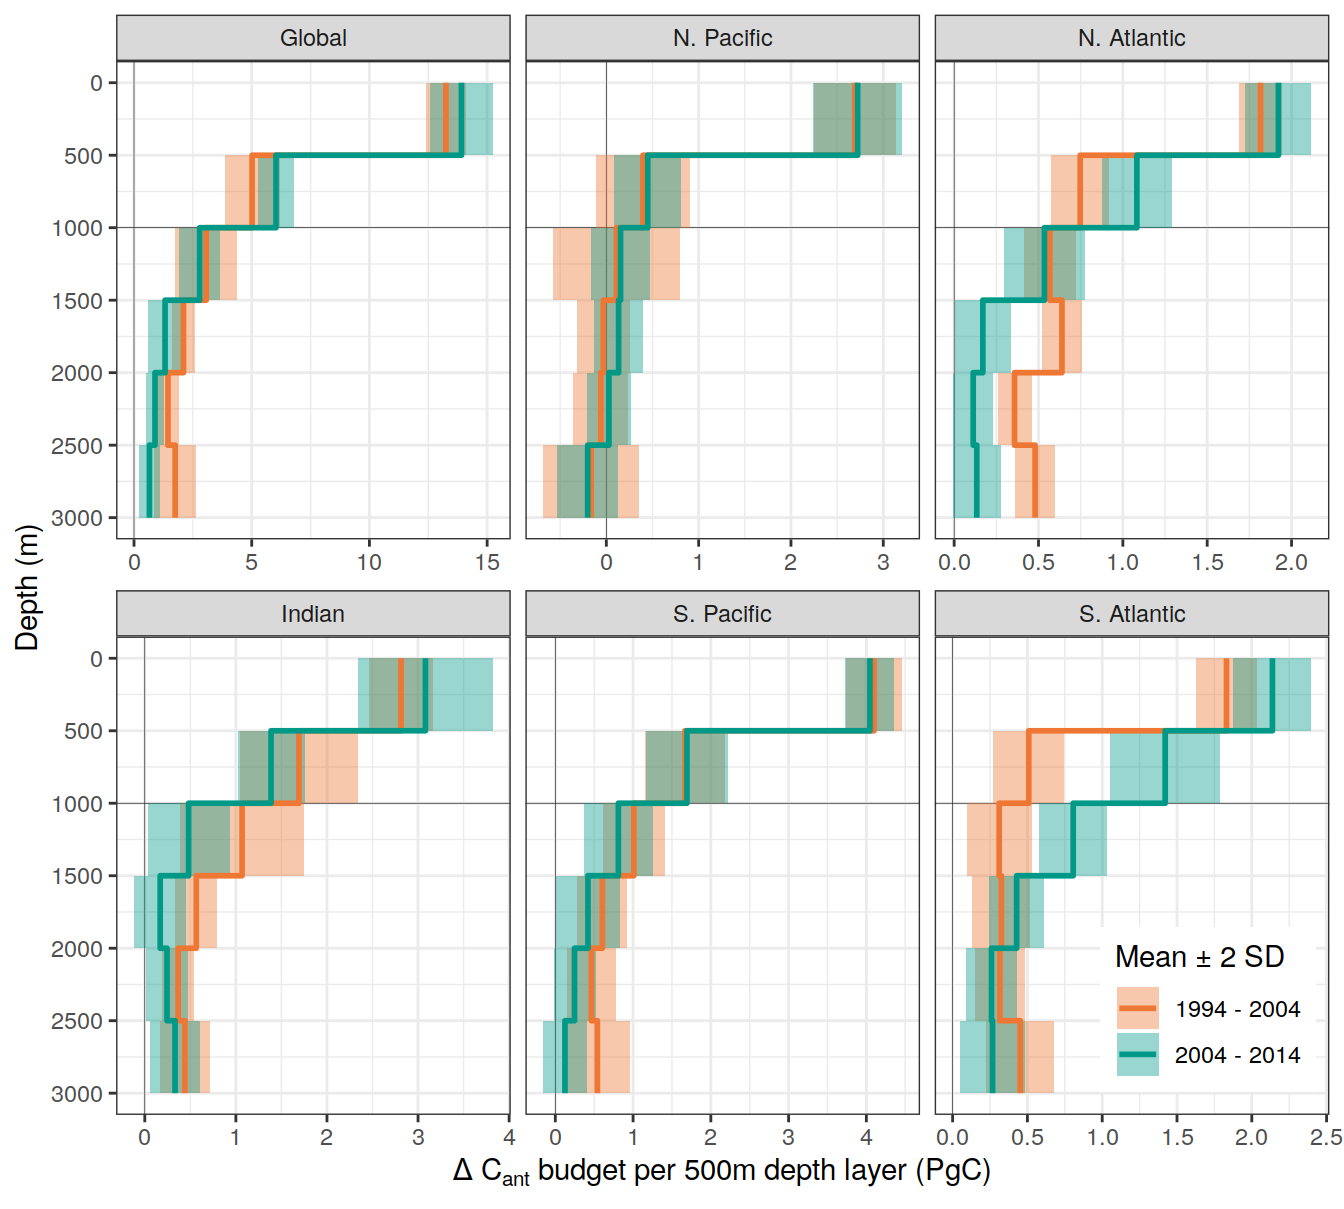 Global
N. Pacific
N. Atlantic
0
500
1000
1500
2000
2500
3000
0 5 10 15
0 1 2 3
0.0 0.5 1.0 1.5 2.0
Depth (m)
Indian
S. Pacific
S. Atlantic
0
500
1000
1500
2000
2500
3000
Mean ± 2 SD
1994 - 2004
2004 - 2014
0 1 2 3 4
0 1 2 3 4
0.0 0.5 1.0 1.5 2.0 2.5
Δ Cant budget per 500m depth layer (PgC)